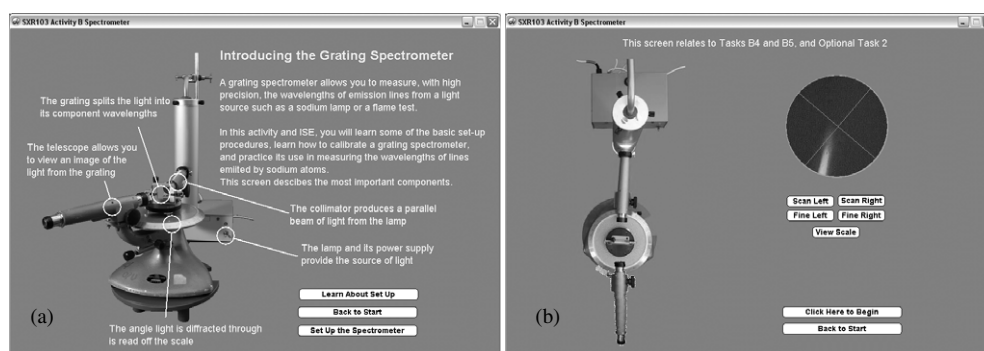 SXR103 Activity B Spectrometer
Introducing the Grating Spectrometer
A grating spectrometer allows you to measure, with high
precision, the wavelengths of emission lines from a light
source such as a sodium lamp or a flame test.
In this activity and ISE, you will learn some of the basic set-up
procedures, learn how to calibrate a grating spectrometer,
and practice its use in measuring the wavelengths of lines
emitted by sodium atoms.
This screen descibes the most important components.
The grating splits the light into
its component wavelengths
The telescope allows you
to view an image of the
light from the grating
The collimator produces a parallel
beam of light from the lamp
The lamp and its power supply
provide the source of light
The angle light is diffracted through
is read off the scale
Learn About Set Up
Back to Start
Set Up the Spectrometer
(a)
SXR103 Activity B Spectrometer
This screen relates to Tasks B4 and B5, and Optional Task 2
Scan Left
Scan Right
Fine Left
Fine Right
View Scale
Click Here to Begin
Back to Start
(b)